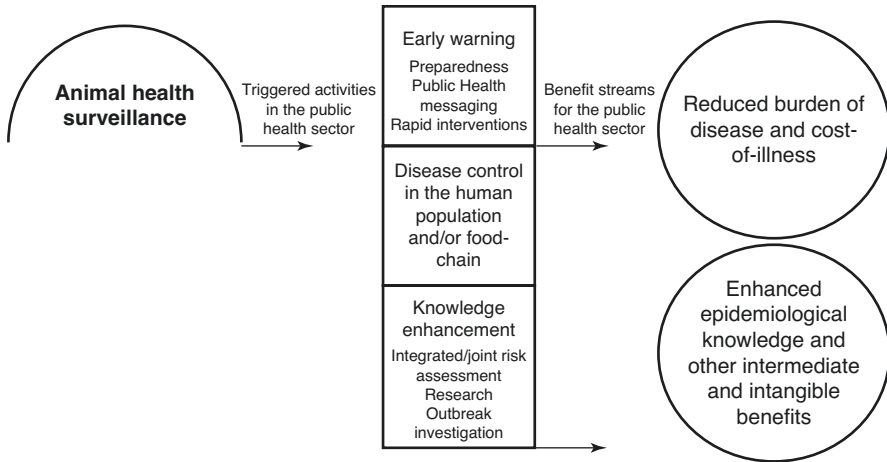 Animal health
surveillance
Triggered activities
in the public
health sector
Early warning
Preparedness
Public Health
messaging
Rapid interventions
Disease control
in the human
population
and/or food-
chain
Knowledge
enhancement
Integrated/joint risk
assessment
Research
Outbreak
investigation
Benefit streams
for the public
health sector
Reduced burden of
disease and cost-
of-illness
Enhanced
epidemiological
knowledge and
other intermediate
and intangible
benefits